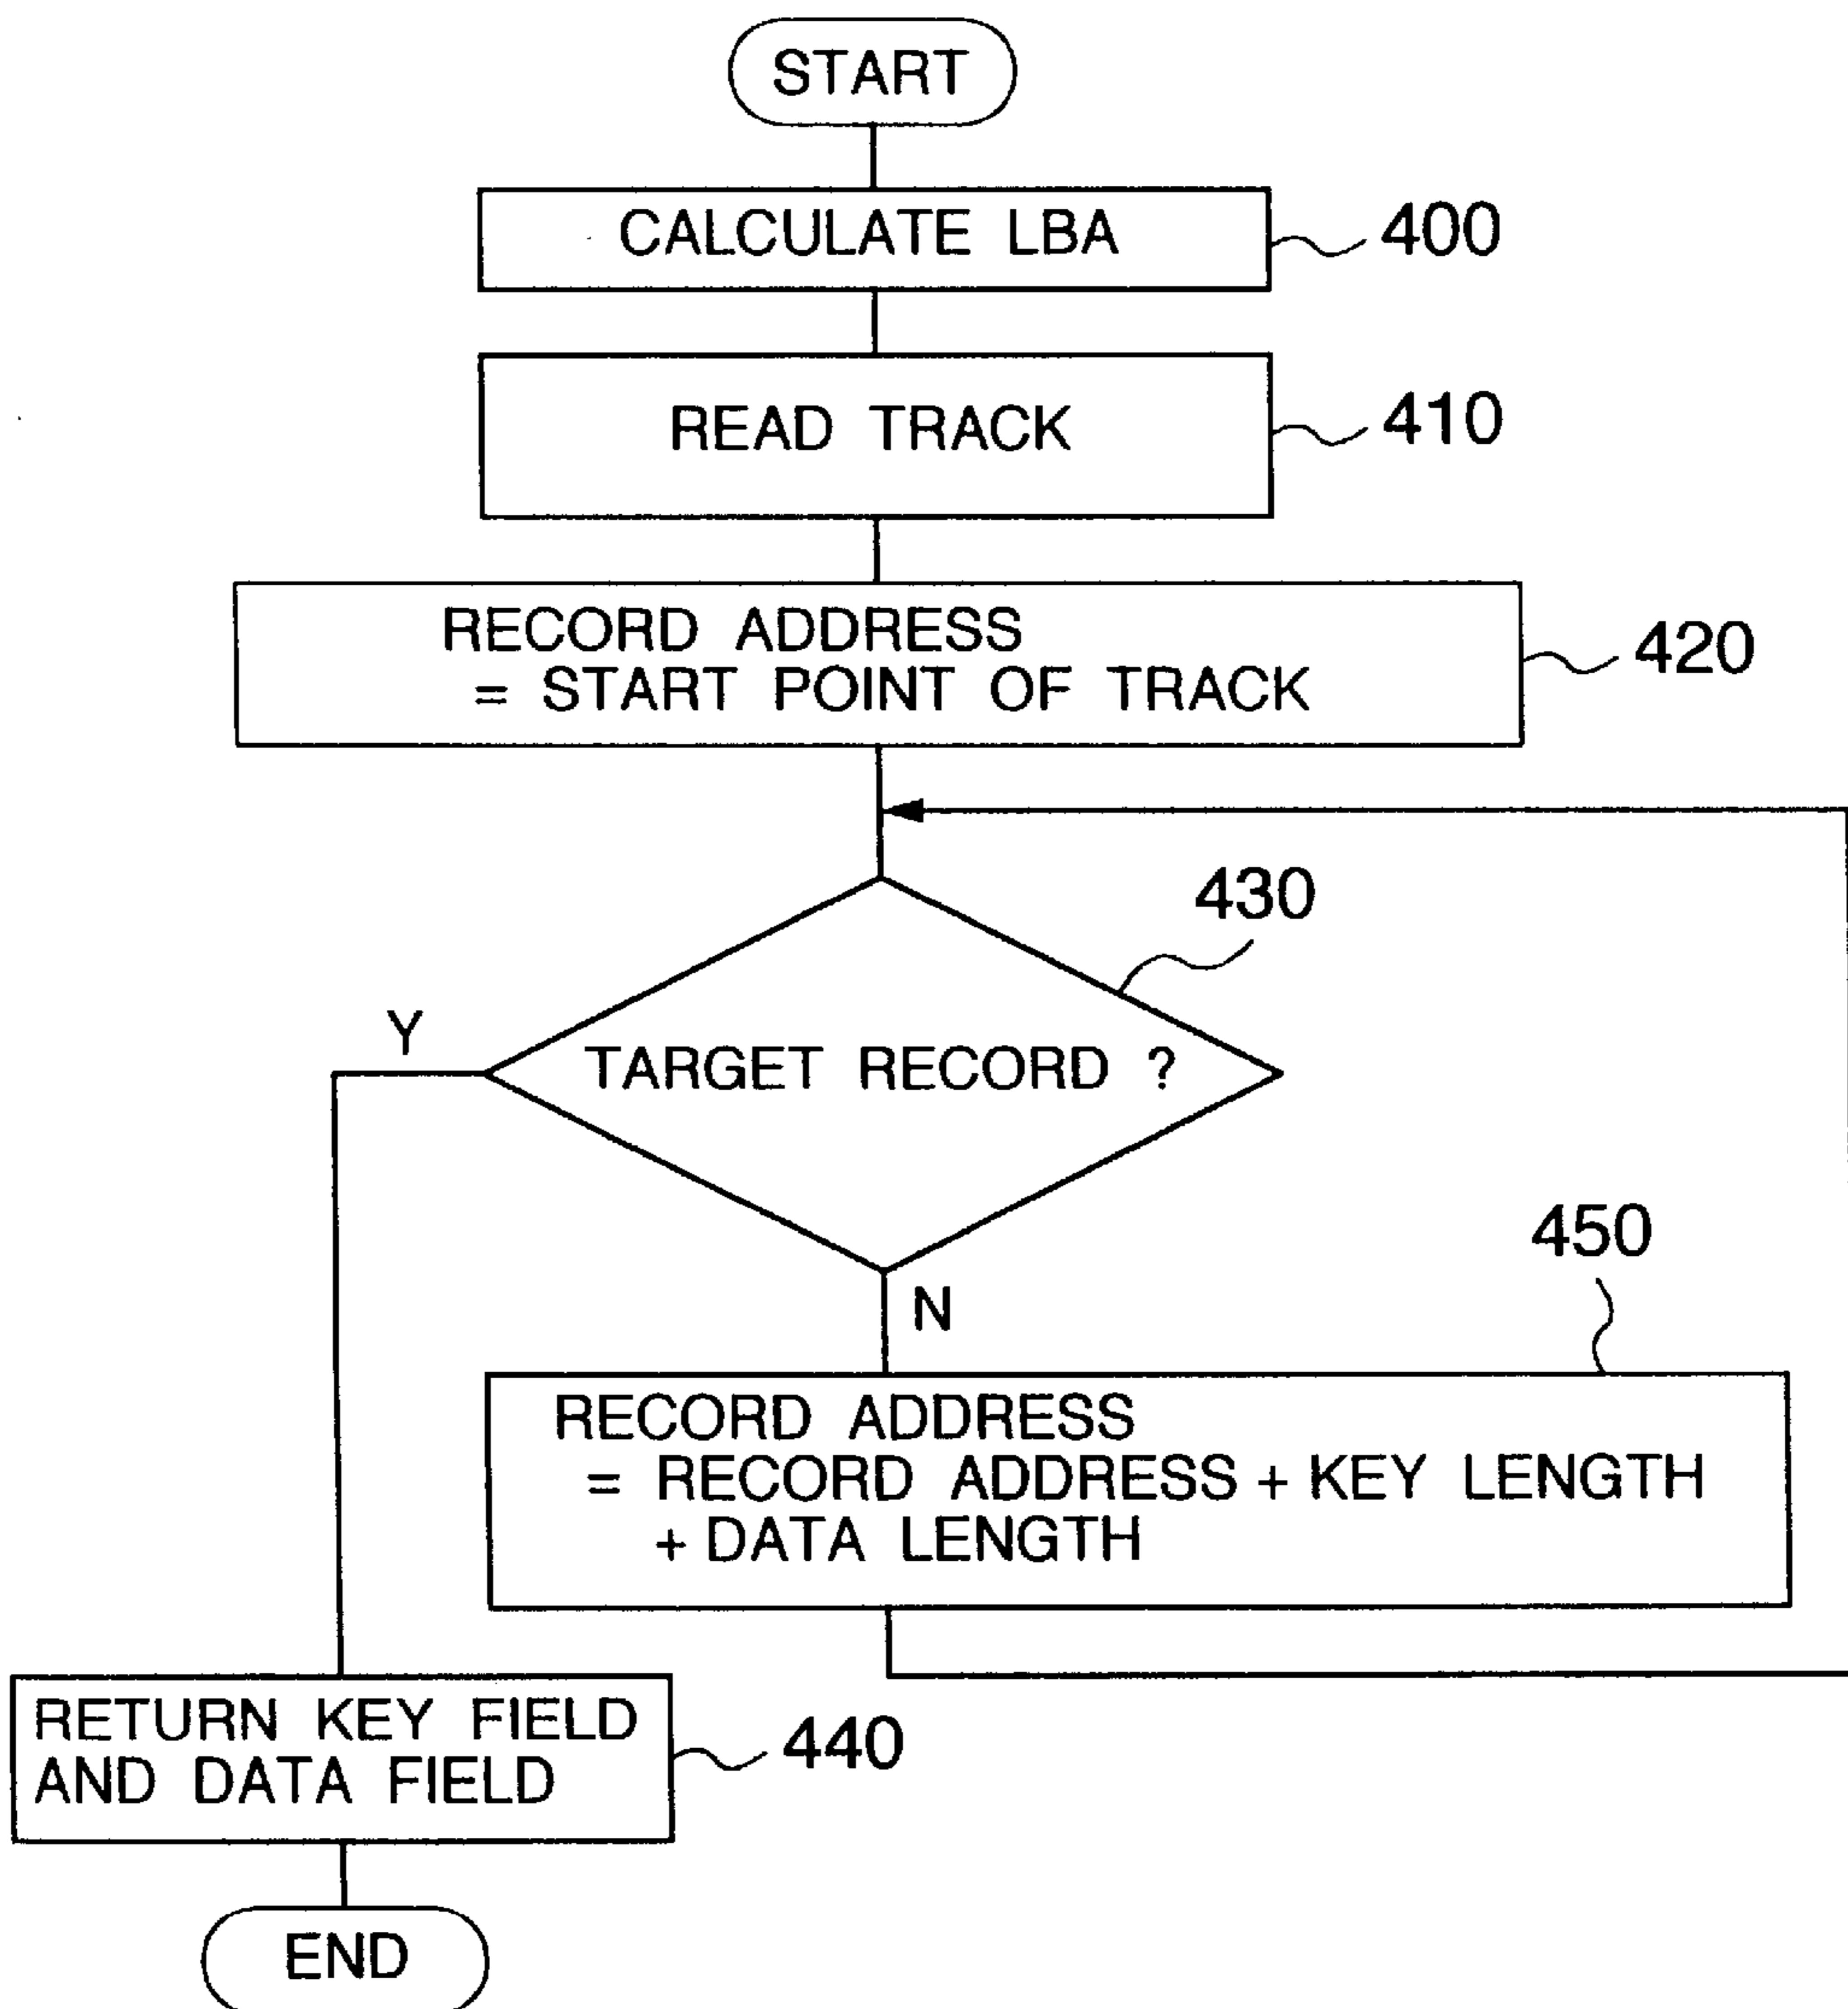 START
CALCULATE LBA
400
READ TRACK
410
RECORD ADDRESS
= START POINT OF TRACK
420
430
Y
TARGET RECORD ?
N
450
RECORD ADDRESS
= RECORD ADDRESS + KEY LENGTH
+ DATA LENGTH
RETURN KEY FIELD
AND DATA FIELD
440
END